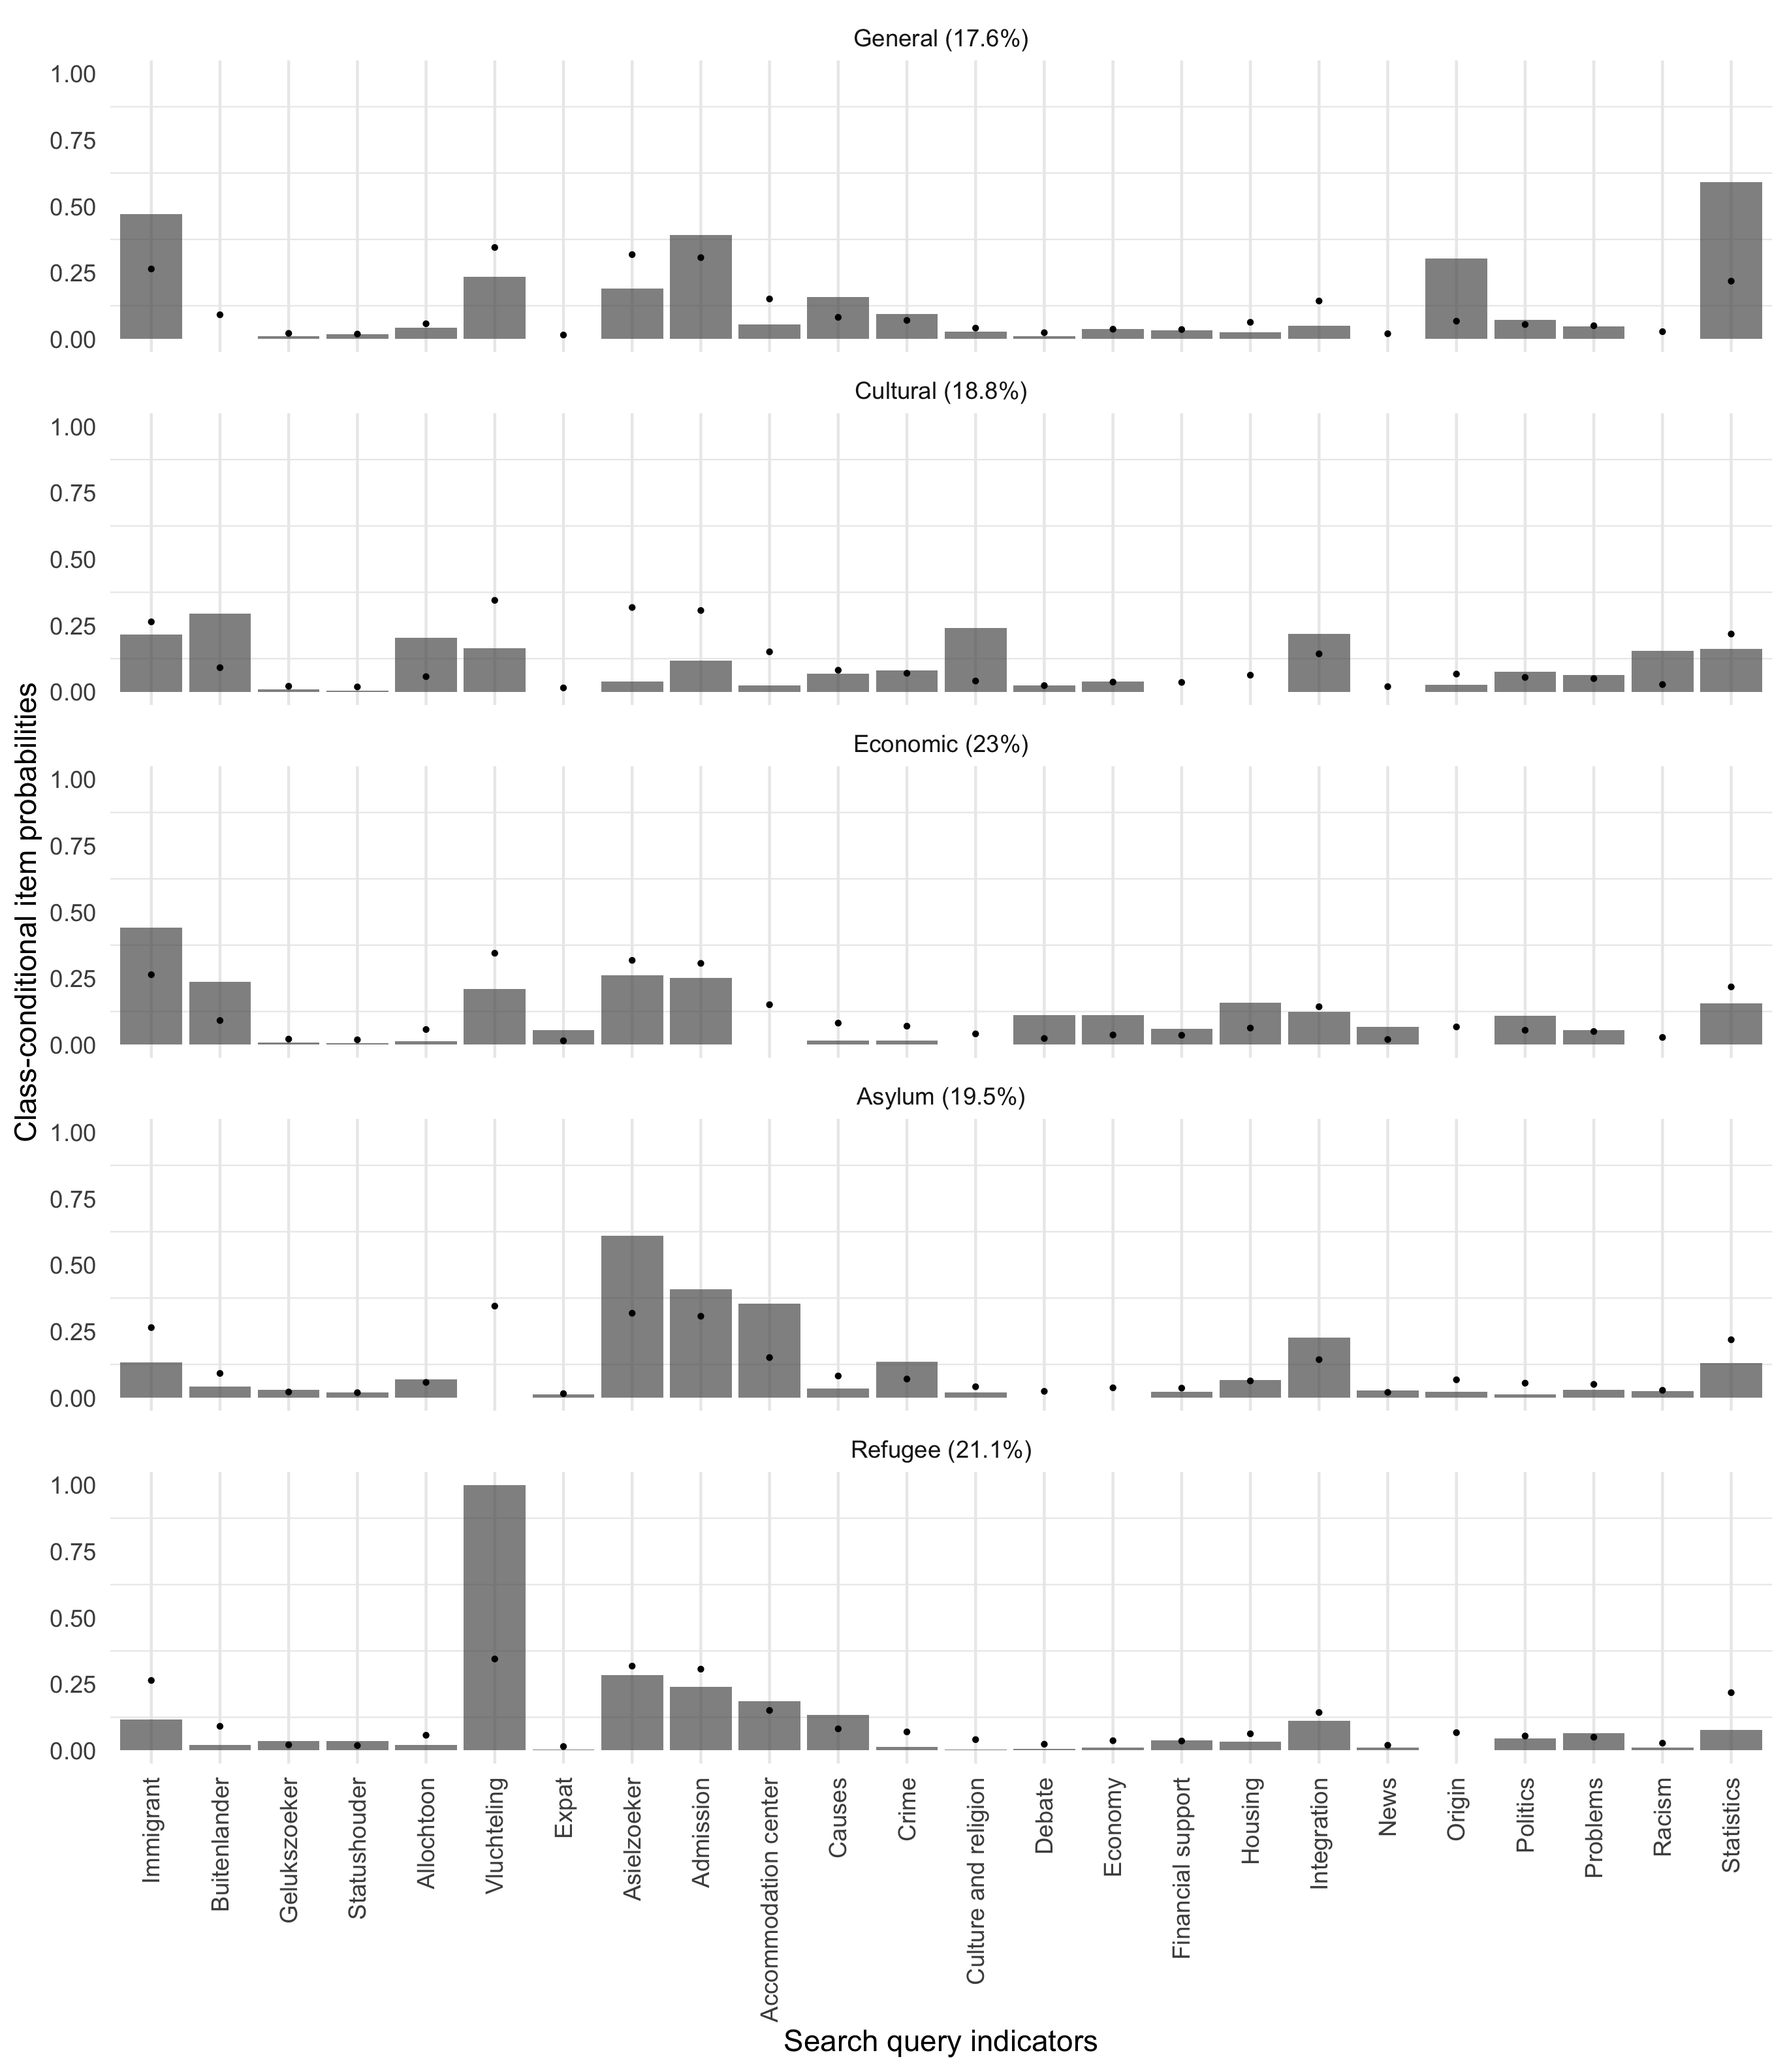 General (17.6%)
1.00
0.75
0.50
0.25
0.00
Cultural (18.8%)
1.00
0.75
0.50
0.25
0.00
Economic (23%)
1.00
0.75
0.50
0.25
0.00
Asylum (19.5%)
1.00
0.75
0.50
0.25
0.00
Refugee (21.1%)
1.00
0.75
0.50
0.25
0.00
Class-conditional item probabilities
Immigrant
Buitenlander
Gelukszoeker
Statushouder
Allochtoon
Vluchteling
Expat
Asielzoeker
Admission
Accommodation center
Causes
Crime
Culture and religion
Debate
Economy
Financial support
Housing
Integration
News
Origin
Politics
Problems
Racism
Statistics
Search query indicators